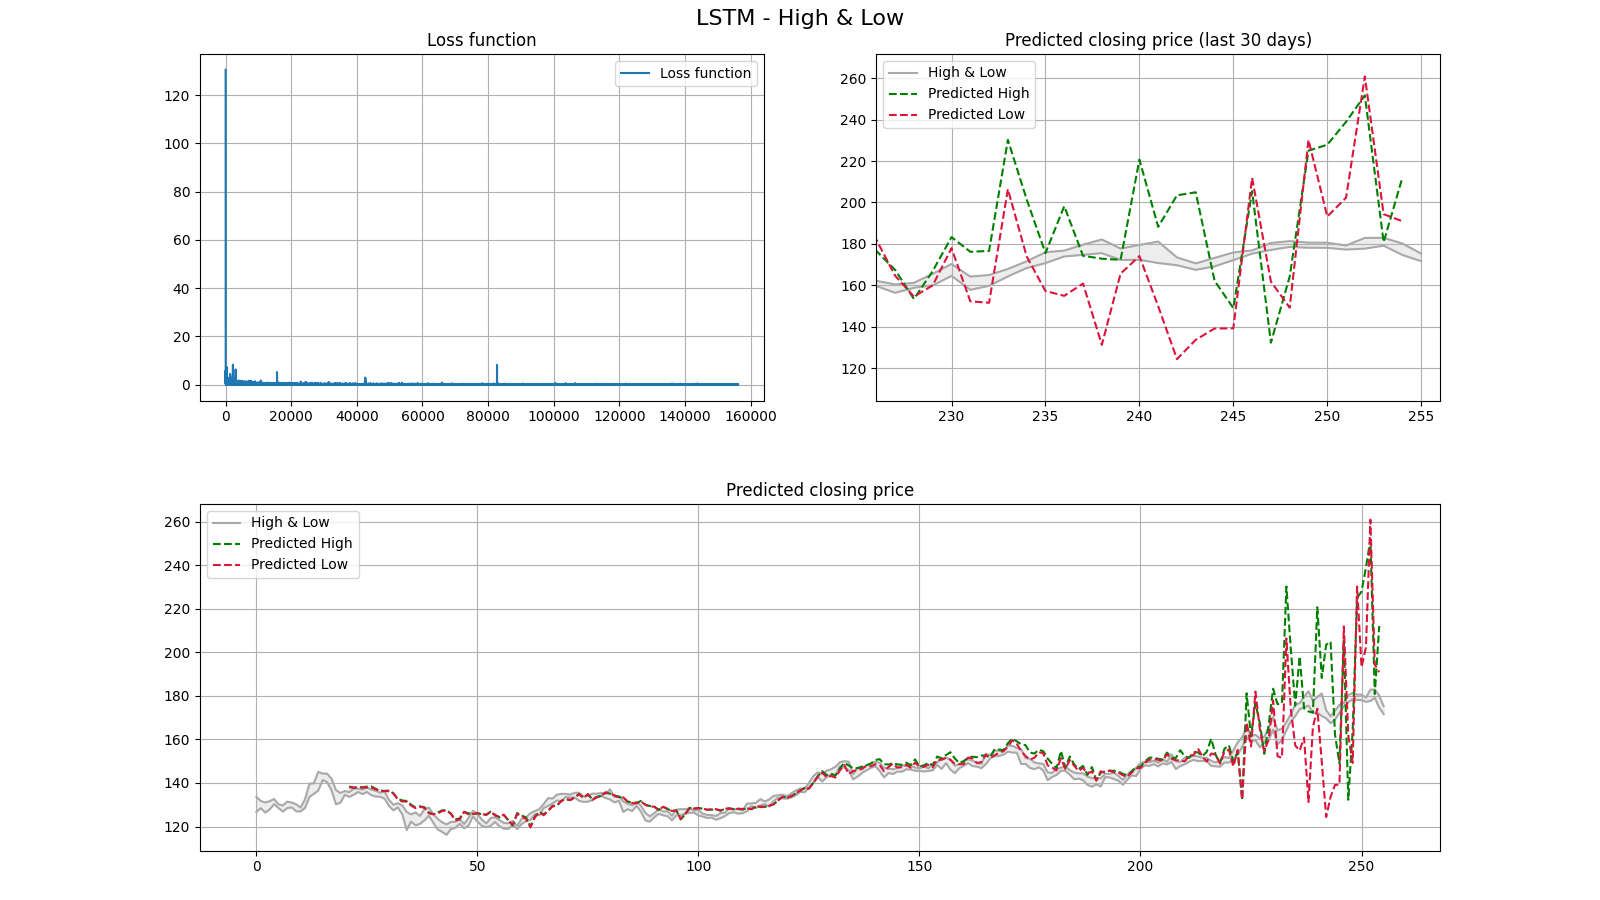 LSTM - High & Low
Loss function
Loss function
120
100
80
60
40
20
0
0 20000 40000 60000 80000 100000 120000 140000 160000
Predicted closing price (last 30 days)
High & Low
Predicted High
Predicted Low
260
240
220
200
180
160
140
120
230 235 240 245 250 255
Predicted closing price
High & Low
Predicted High
Predicted Low
260
240
220
200
180
160
140
120
0 50 100 150 200 250